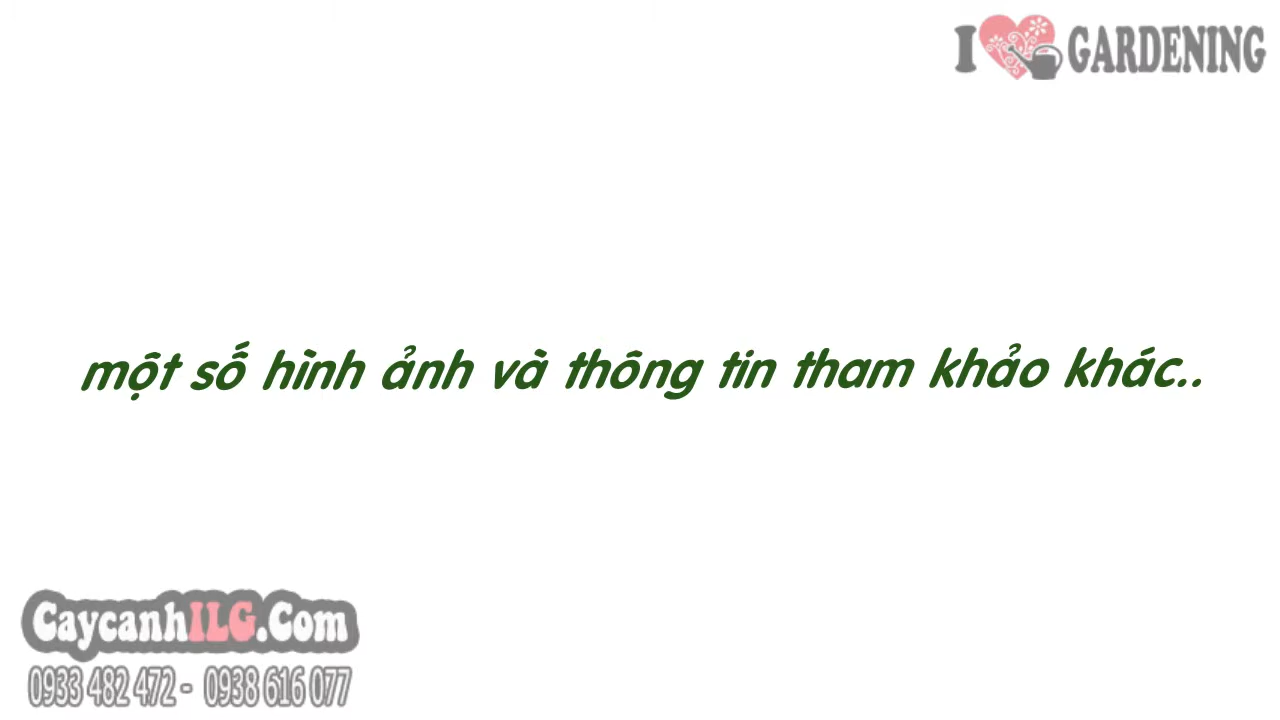 I GARDENING
một số hình ảnh và thông tin tham khảo khác..
CaycanhILG.Com
0933 482 472 - 0938 616 077